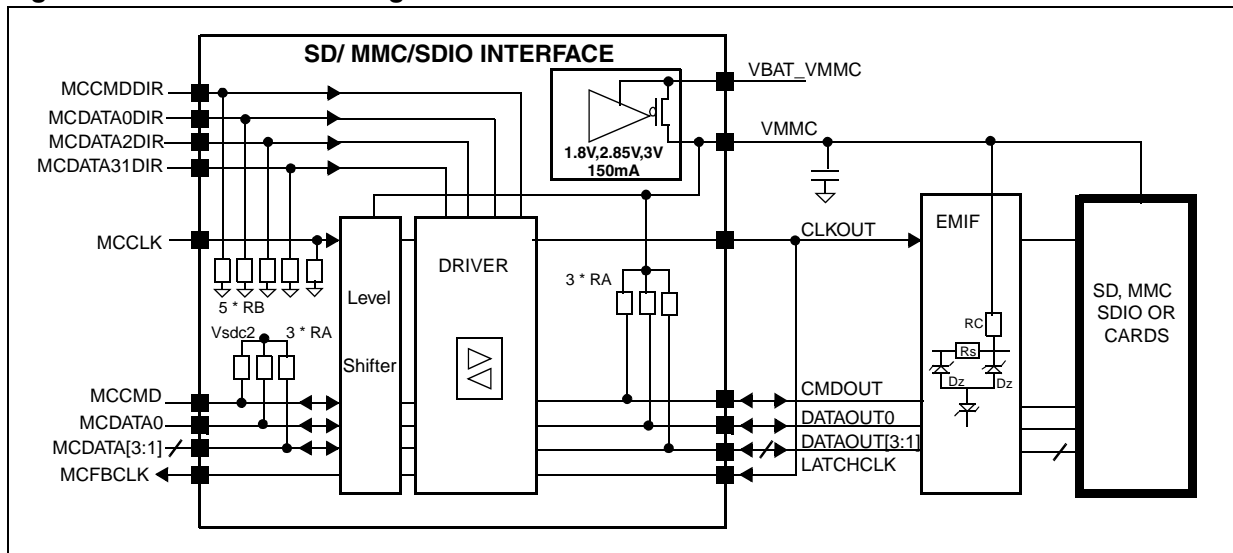 SD/ MMC/SDIO INTERFACE
MCCMDDIR
MCDATA0DIR
MCDATA2DIR
MCDATA31DIR
MCCLK
5 * RB
Vsdc2
3 * RA
MCCMD
MCDATA0
MCDATA[3:1]
MCFBCLK
Level
Shifter
DRIVER
1.8V,2.85V,3V
150mA
3 * RA
VBAT_VMMC
VMMC
CLKOUT
CMDOUT
DATAOUT0
DATAOUT[3:1]
LATCHCLK
EMIF
RC
Rs
Dz
Dz
SD, MMC
SDIO OR
CARDS